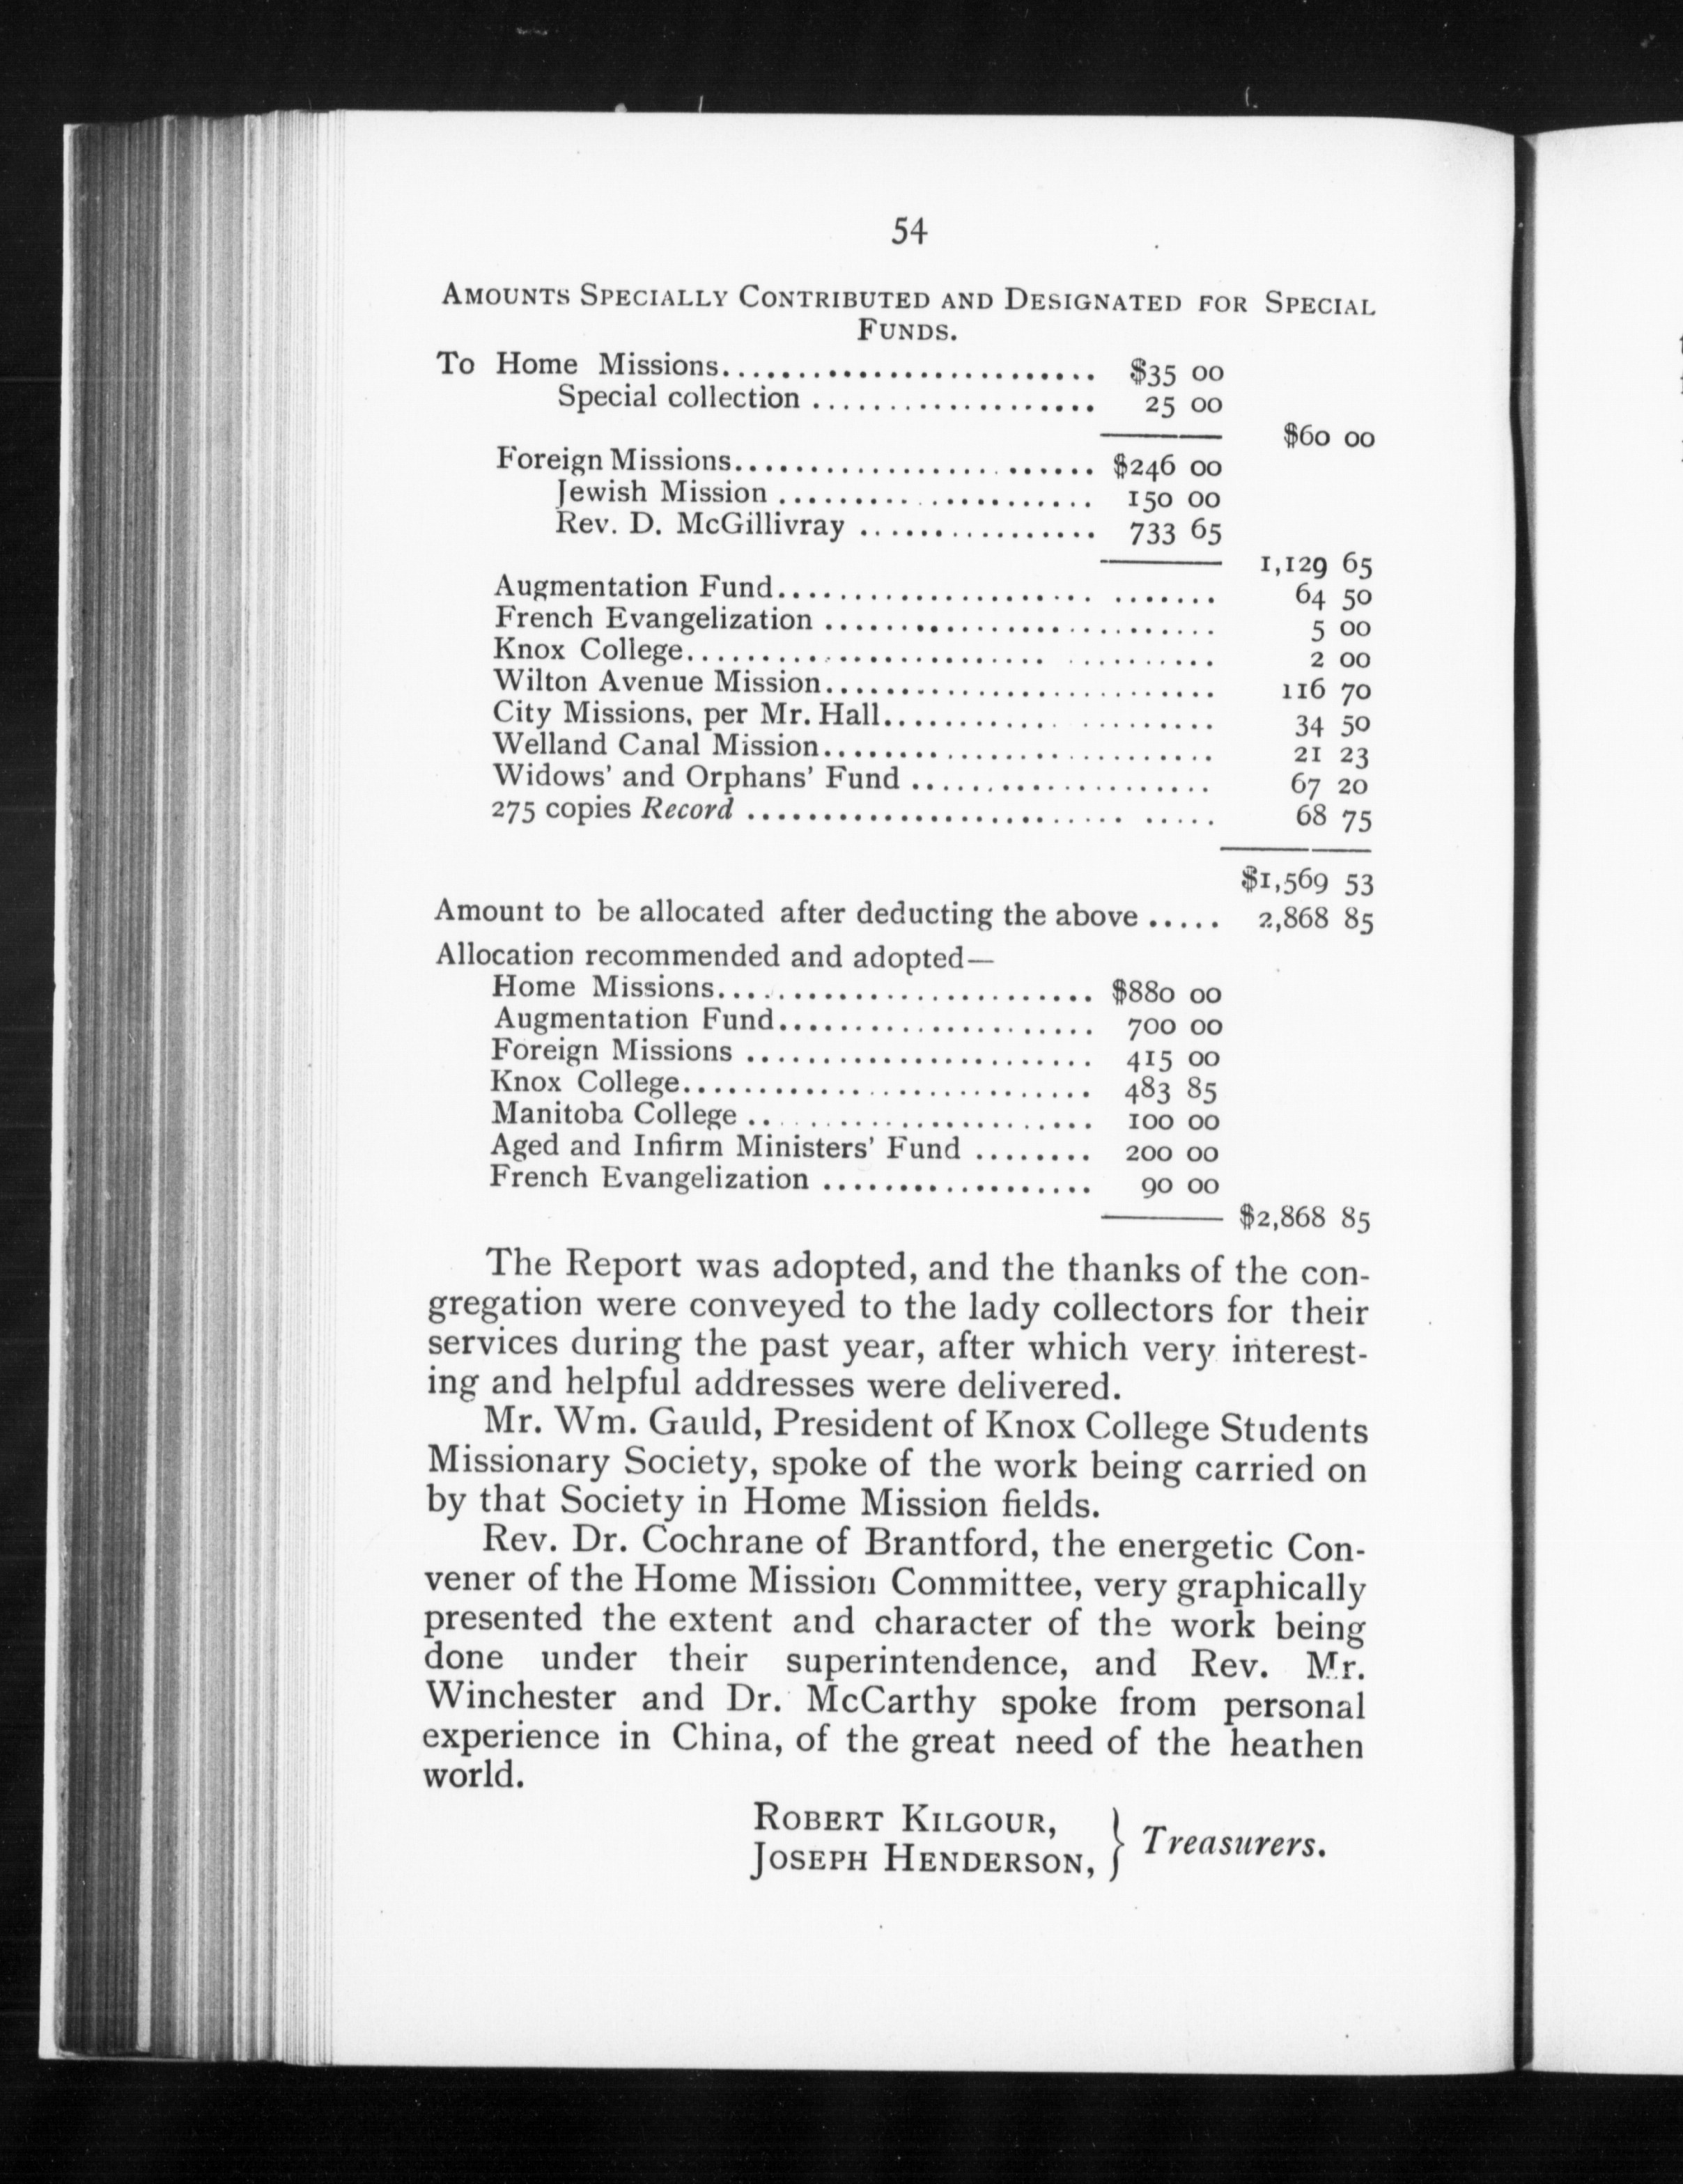 54
AMOUNTS SPECIALLY CONTRIBUTED AND DESIGNATED FOR SPECIAL
FUNDS.
To Home Missions.......................... $35 00
Special collection ................... 25 00
$60 00
Foreign Missions........................ $246 00
Jewish Mission ..................... 150 00
Rev. D. McGillivray ................ 733 65
1,129 65
Augmentation Fund............................ 64 50
French Evangelization .......................... 5 00
Knox College.................................. 2 00
Wilton Avenue Mission.......................... 116 70
City Missions, per Mr. Hall...................... 34 50
Welland Canal Mission.......................... 21 23
Widows' and Orphans' Fund .................... 67 20
275 copies Record .............................. 68 75
$1,569 53
Amount to be allocated after deducting the above ..... 2,868 85
Allocation recommended and adopted—
Home Missions......................... $880 00
Augmentation Fund..................... 700 00
Foreign Missions ....................... 415 00
Knox College........................... 483 85
Manitoba College ....................... 100 00
Aged and Infirm Ministers' Fund ........ 200 00
French Evangelization .................. 90 00
$2,868 85
The Report was adopted, and the thanks of the con-
gregation were conveyed to the lady collectors for their
services during the past year, after which very interest-
ing and helpful addresses were delivered.
Mr. Wm. Gauld, President of Knox College Students
Missionary Society, spoke of the work being carried on
by that Society in Home Mission fields.
Rev. Dr. Cochrane of Brantford, the energetic Con-
vener of the Home Mission Committee, very graphically
presented the extent and character of the work being
done under their superintendence, and Rev. Mr.
Winchester and Dr. McCarthy spoke from personal
experience in China, of the great need of the heathen
world.
ROBERT KILGOUR,
JOSEPH HENDERSON, } Treasurers.